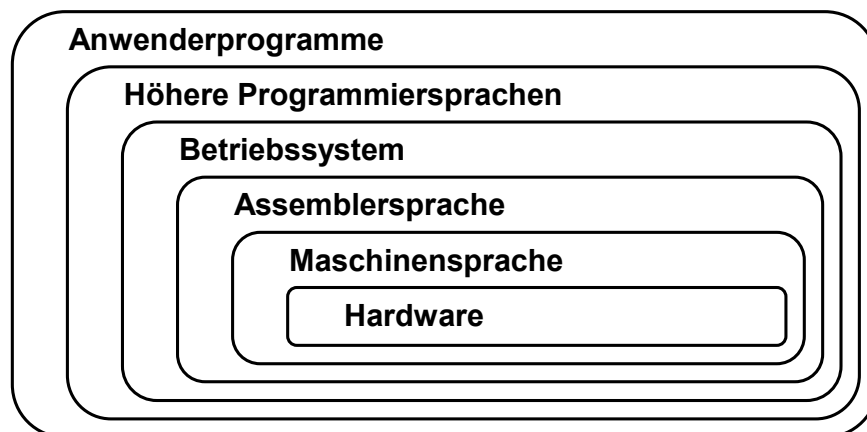 Anwenderprogramme
Höhere Programmiersprachen
Betriebssystem
Assemblersprache
Maschinensprache
Hardware